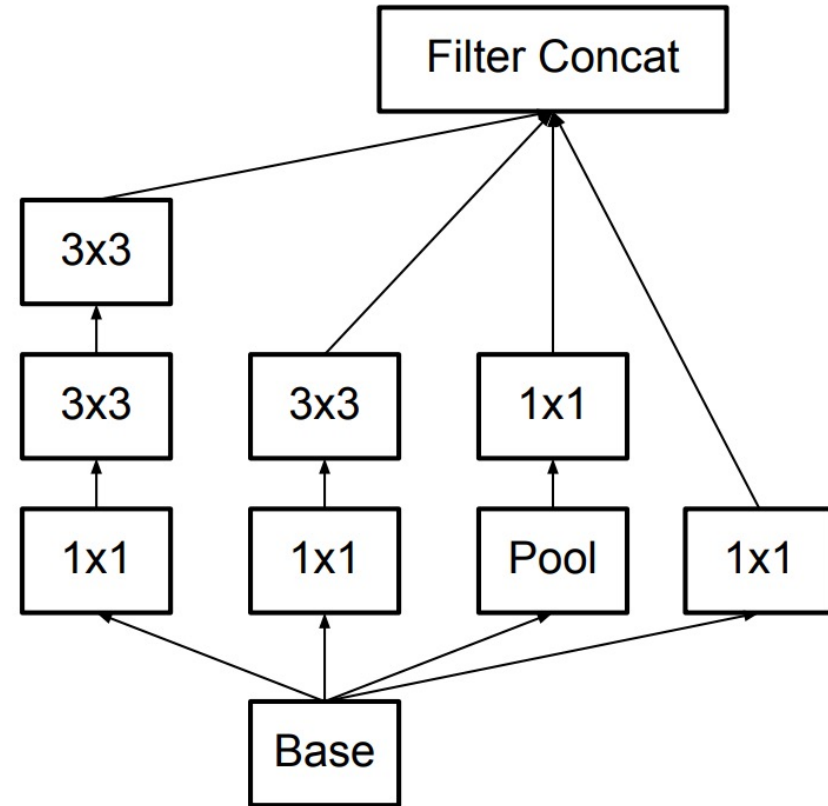 Filter Concat
3x3
3x3 3x3 1x1
1x1 1x1 Pool 1x1
Base